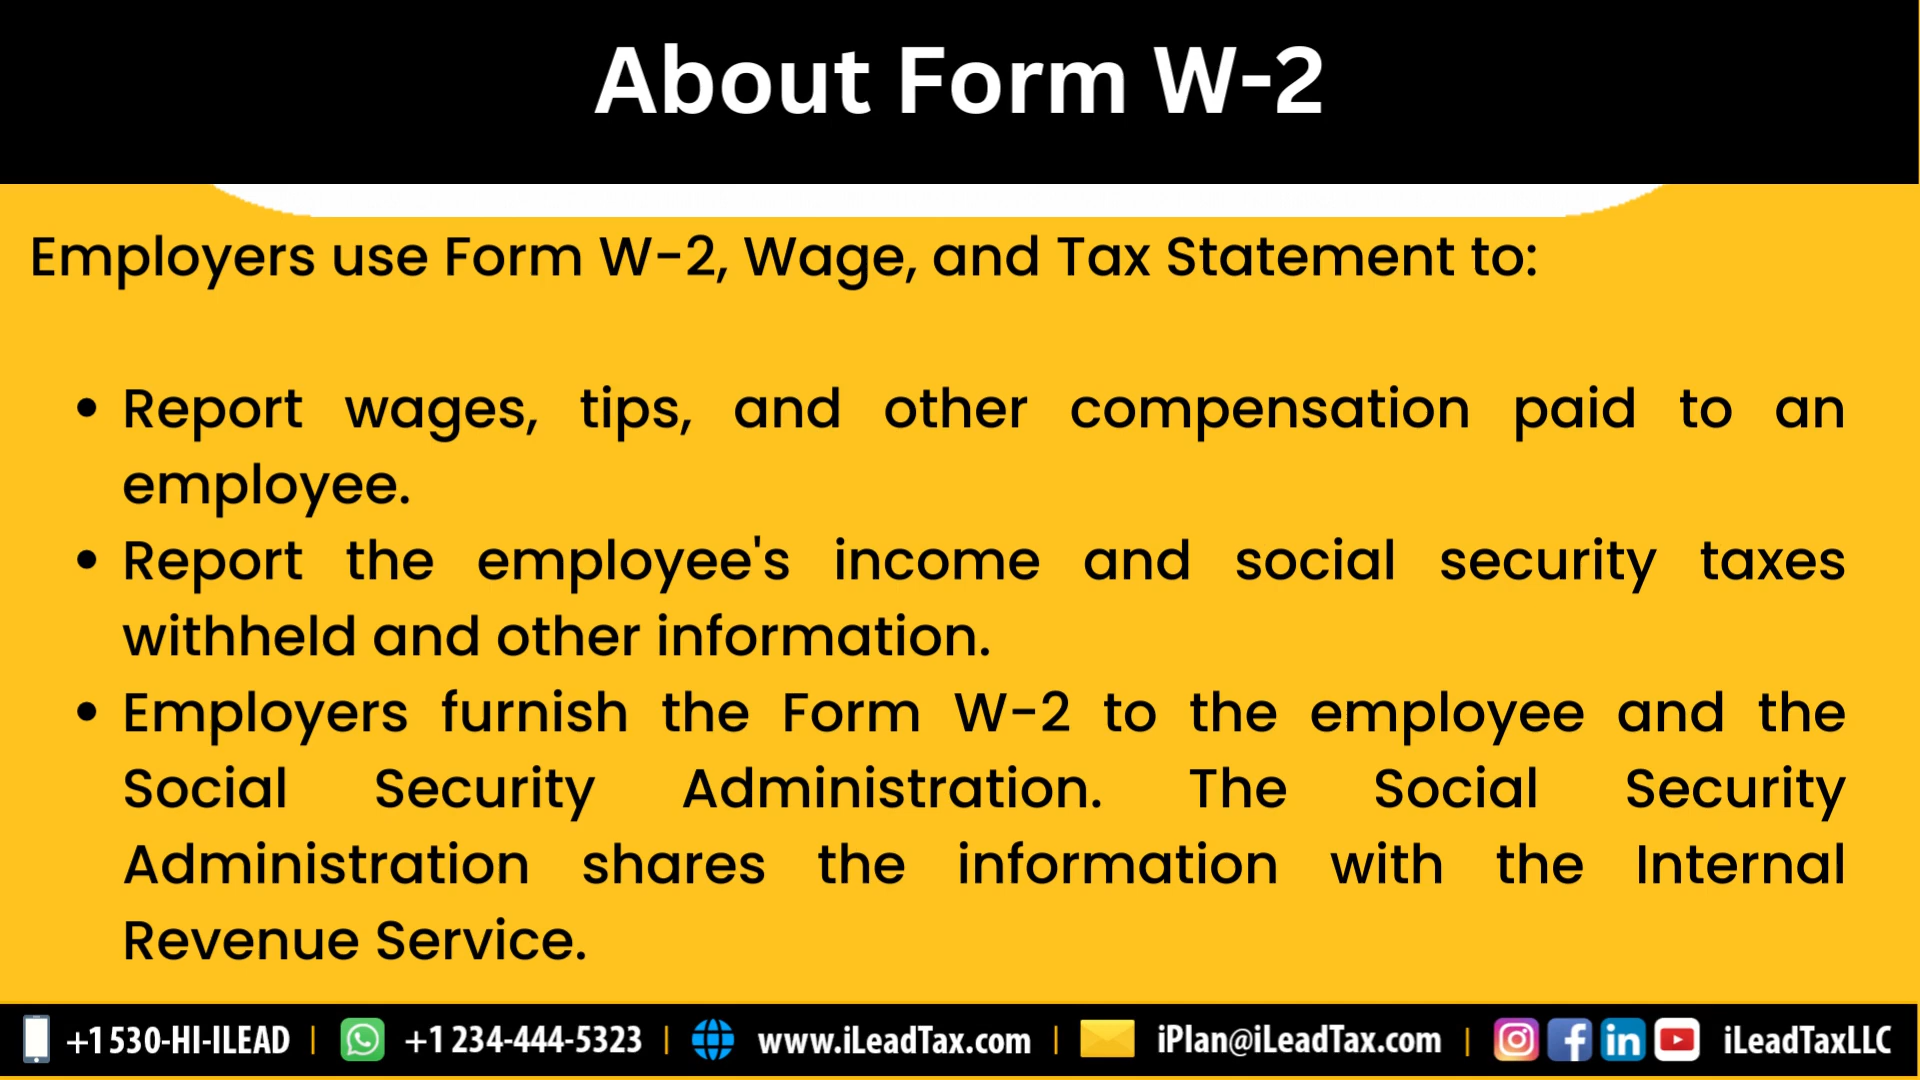 About Form W-2
Employers use Form W-2, Wage, and Tax Statement to:
• Report wages, tips, and other compensation paid to an
employee.
• Report the employee's income and social security taxes
withheld and other information.
• Employers furnish the Form W-2 to the employee and the
Social Security Administration. The Social Security
Administration shares the information with the Internal
Revenue Service.
+1 530-HI-ILEAD | +1 234-444-5323 | www.iLeadTax.com | iPlan@iLeadTax.com | iLeadTaxLLC